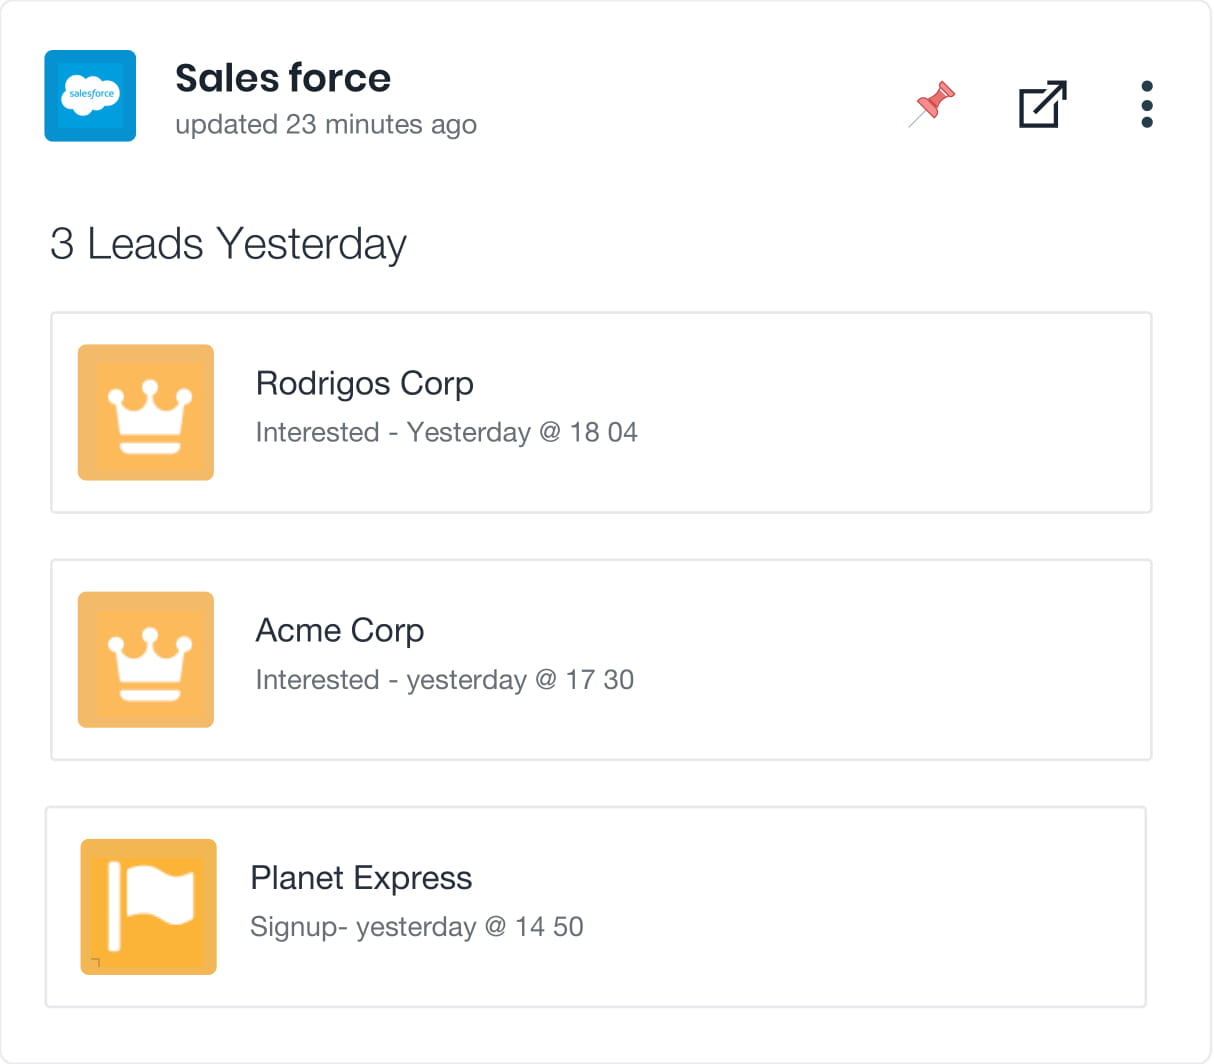 salesforce
Sales force
updated 23 minutes ago
3 Leads Yesterday
Rodrigos Corp
Interested - Yesterday @ 18 04
Acme Corp
Interested - yesterday @ 17 30
Planet Express
Signup- yesterday @ 14 50